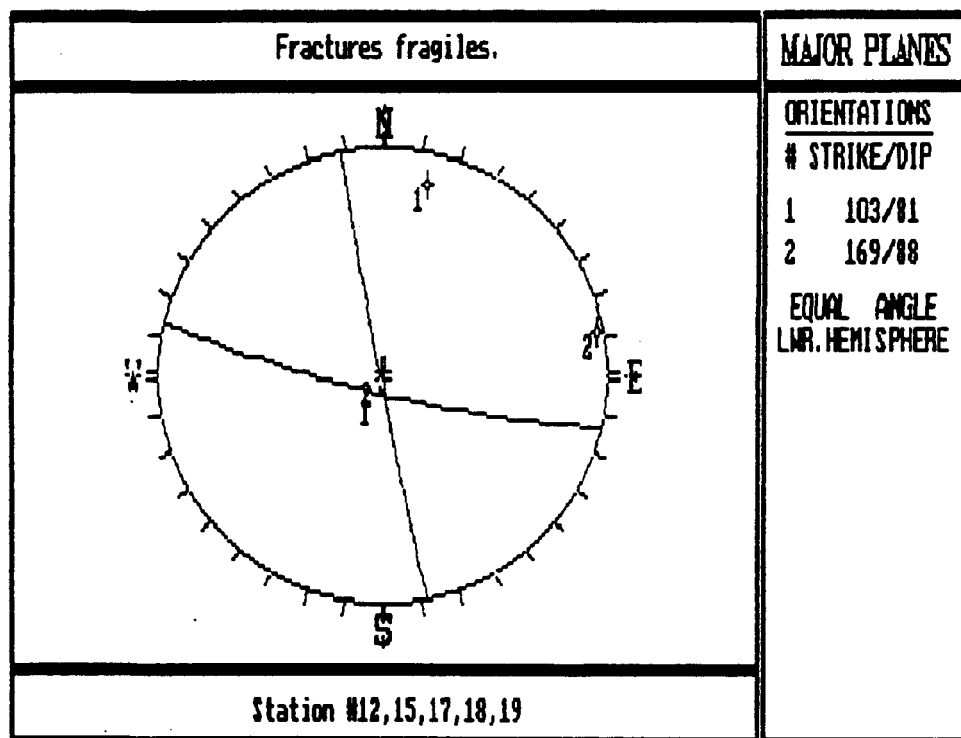 Fractures fragiles.
MAJOR PLANES
ORIENTATIONS
# STRIKE/DIP
1 103/81
2 169/88
EQUAL ANGLE
LWR.HEMISPHERE
N
1
2
W
E
1
S
Station #12,15,17,18,19